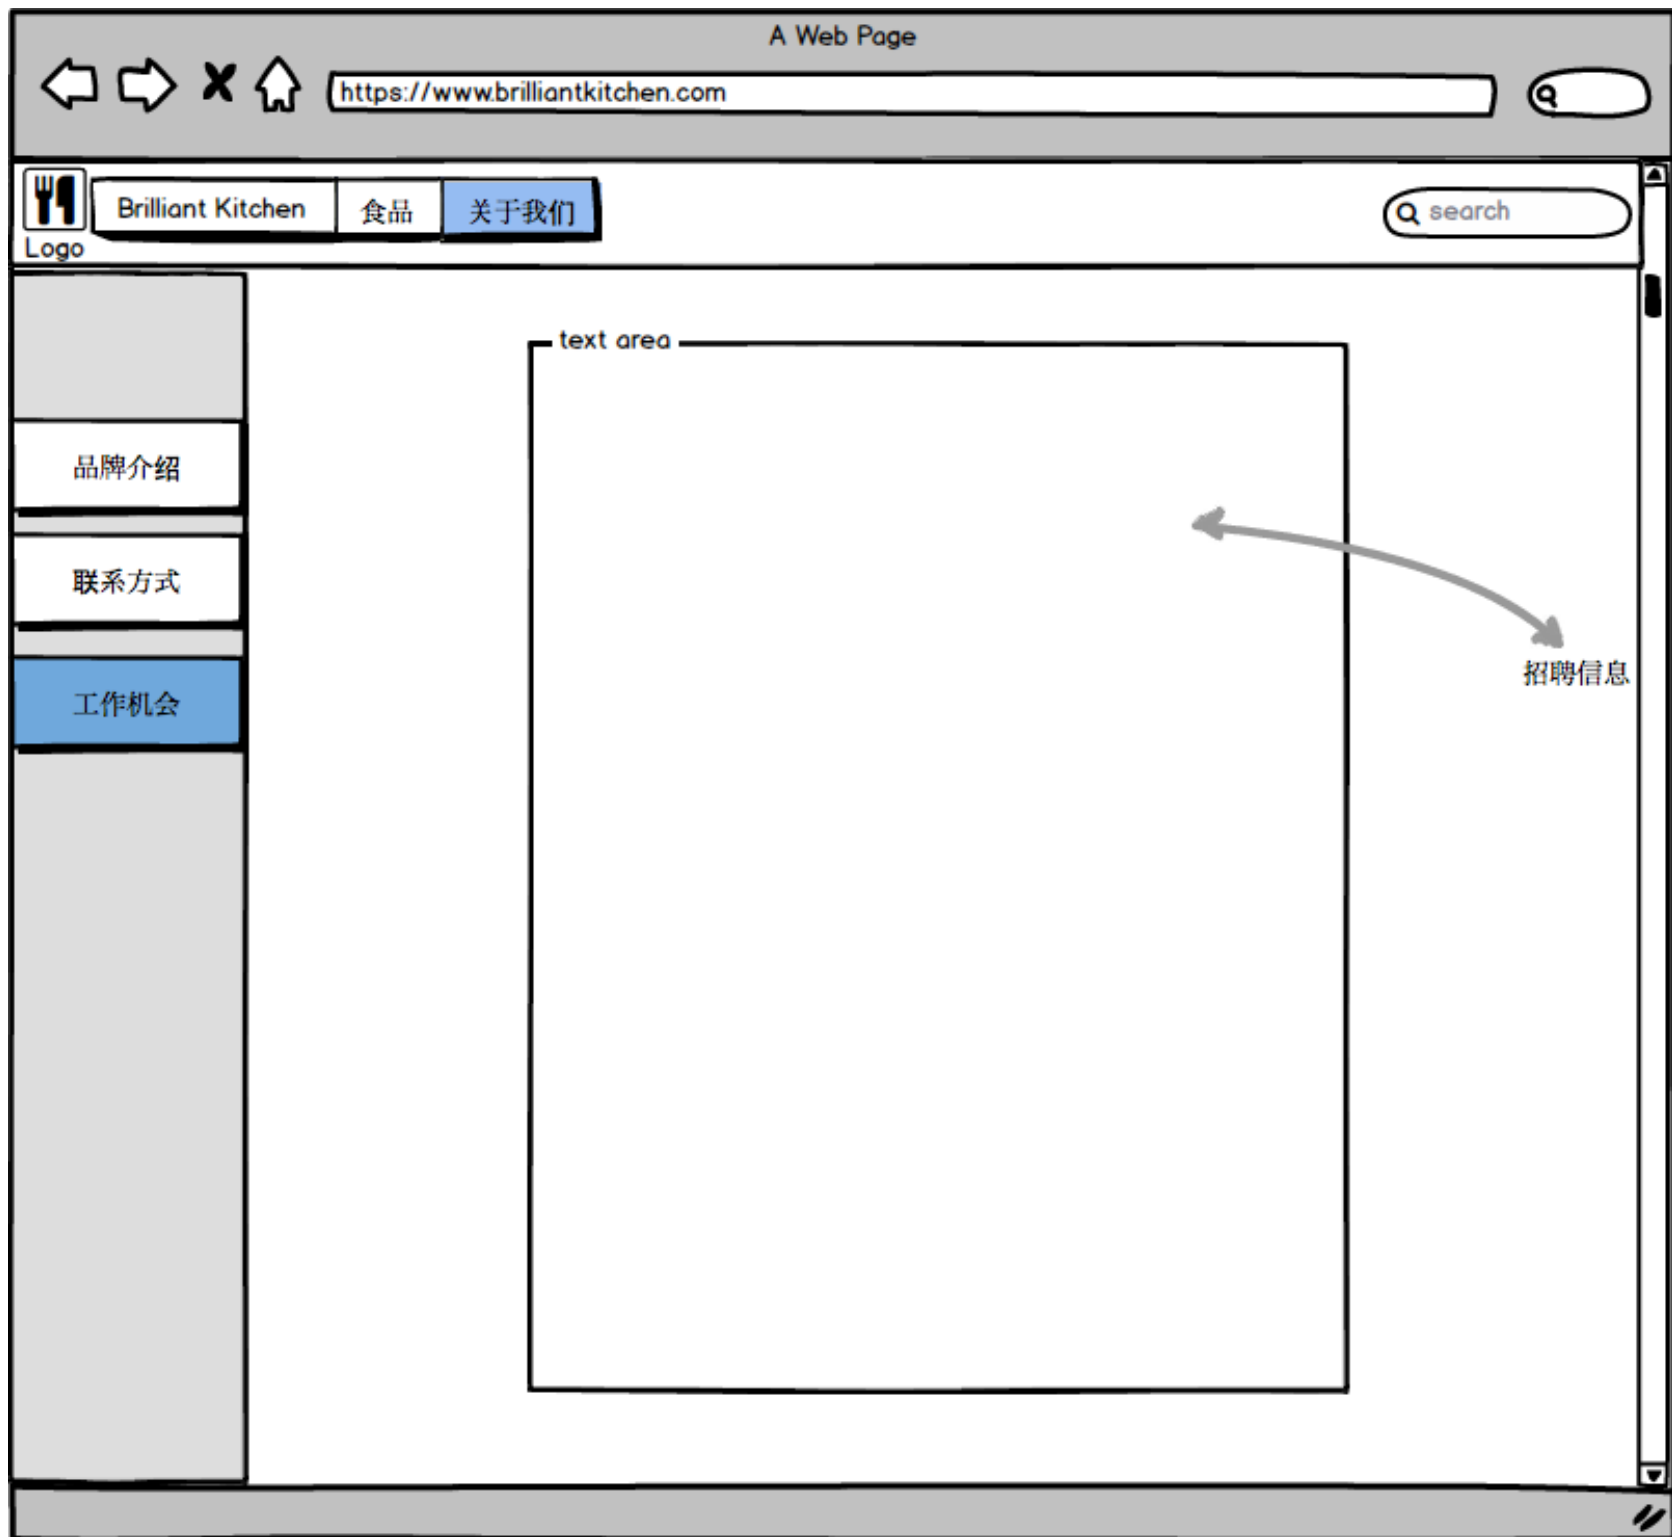 A Web Page
https://www.brilliantkitchen.com
Brilliant Kitchen
食品
关于我们
search
Logo
text area
品牌介绍
联系方式
招聘信息
工作机会